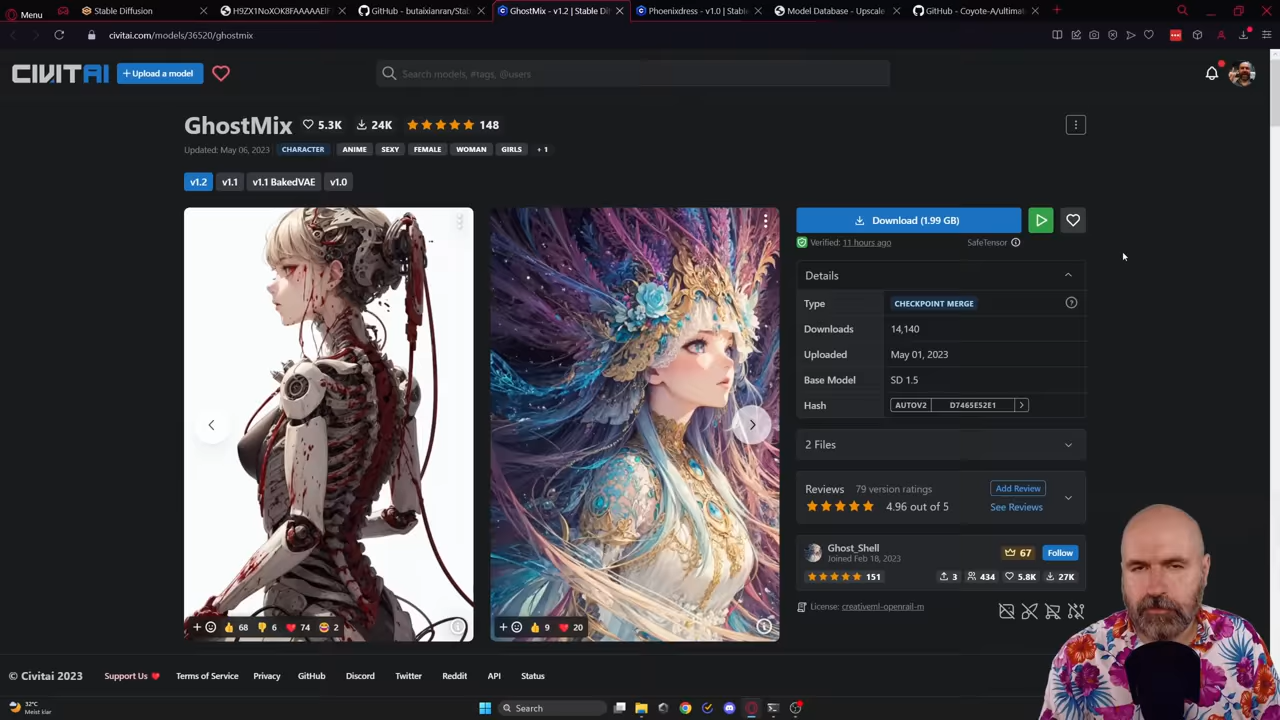 Menu
Stable Diffusion
H9ZX1NoXOK8FAAAAAElF
GitHub - butaixianran/Stab
GhostMix - v1.2 | Stable Dif
Phoenixdress - v1.0 | Stable
Model Database - Upscale
GitHub - Coyote-A/ultima
civitai.com/models/36520/ghostmix
CIVITAI
+ Upload a model
Search models, #tags, @users
GhostMix
5.3K
24K
148
Updated: May 06, 2023
CHARACTER
ANIME
SEXY
FEMALE
WOMAN
GIRLS
+ 1
v1.2
v1.1
v1.1 BakedVAE
v1.0
Download (1.99 GB)
Verified: 11 hours ago
SafeTensor
Details
Type
CHECKPOINT MERGE
Downloads
14,140
Uploaded
May 01, 2023
Base Model
SD 1.5
Hash
AUTOV2
D7465E52E1
2 Files
Reviews
79 version ratings
Add Review
4.96 out of 5
See Reviews
Ghost_Shell
Joined Feb 18, 2023
67
Follow
151
3
434
5.8K
27K
License: creativeml-openrail-m
68
6
74
2
9
20
© Civitai 2023
Support Us
Terms of Service
Privacy
GitHub
Discord
Twitter
Reddit
API
Status
32°C
Meist klar
Search